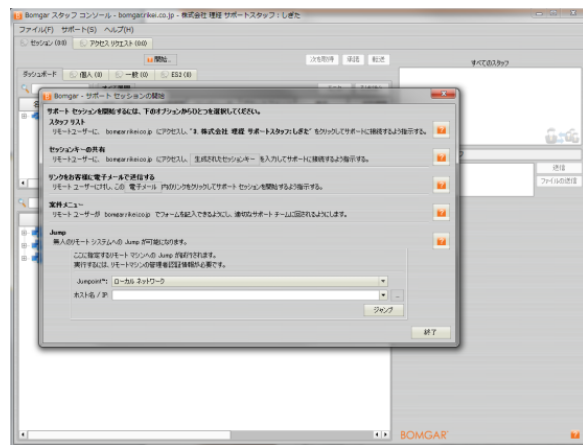 Bomgar スタッフ コンソール - bomgar.rikei.co.jp - 株式会社 理経 サポートスタッフ：しぎた
ファイル(F) サポート(S) ヘルプ(H)
セッション (0|0) アクセス リクエスト (0|0)
開始..
次を取得 承諾 転送
すべてのスタッフ
ダッシュボード 個人 (0) 一般 (0) ES2 (0)
Bomgar - サポート セッションの開始
サポート セッションを開始するには、下のオプションからひとつを選択してください。
スタッフ リスト
リモートユーザーに、 bomgar.rikei.co.jp にアクセスし、"3. 株式会社 理経 サポートスタッフ:しぎた" をクリックしてサポートに接続するよう指示する。
セッションキーの共有
リモートユーザーに、 bomgar.rikei.co.jp にアクセスし、 生成されたセッションキー を入力してサポートに接続するよう指示する。
リンクをお客様に電子メールで送信する
リモートユーザーに対し、この 電子メール 内のリンクをクリックしてサポート セッションを開始するよう指示する。
案件メニュー
リモート ユーザーが bomgar.rikei.co.jp でフォームを記入できるようにし、適切なサポート チームに回されるようにします。
Jump
無人のリモート システムへの Jump が可能になります。
ここに指定するリモート マシンへの Jump が試行されます。
実行するには、リモートマシンの管理者認証情報が必要です。
Jumpoint™: ローカル ネットワーク
ホスト名 / IP:
ジャンプ
終了
送信
ファイルの送信
BOMGAR